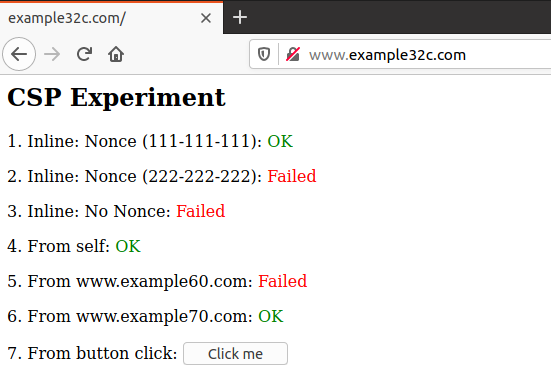 example32c.com/
www.example32c.com
CSP Experiment
1. Inline: Nonce (111-111-111): OK
2. Inline: Nonce (222-222-222): Failed
3. Inline: No Nonce: Failed
4. From self: OK
5. From www.example60.com: Failed
6. From www.example70.com: OK
7. From button click: Click me